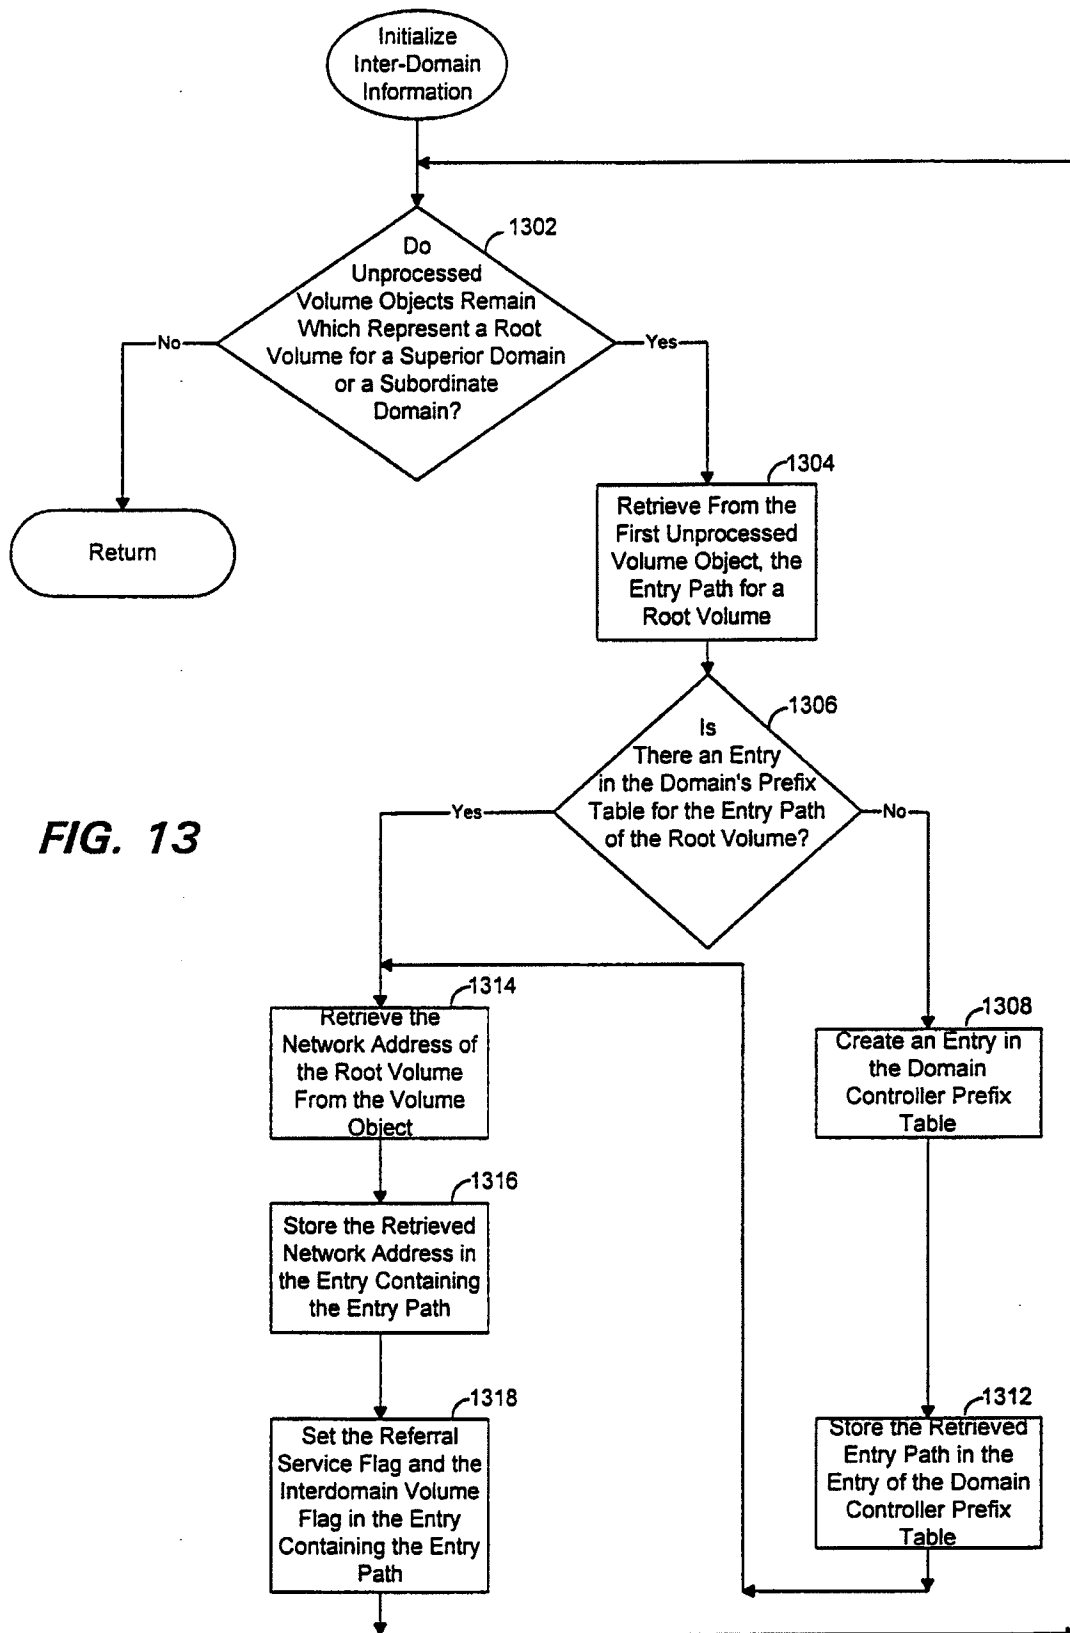 Initialize
Inter-Domain
Information
1302
Do
Unprocessed
Volume Objects Remain
Which Represent a Root
Volume for a Superior Domain
or a Subordinate
Domain?
No
Yes
Return
1304
Retrieve From the
First Unprocessed
Volume Object, the
Entry Path for a
Root Volume
1306
Is
There an Entry
in the Domain's Prefix
Table for the Entry Path
of the Root Volume?
Yes
No
FIG. 13
1314
Retrieve the
Network Address of
the Root Volume
From the Volume
Object
1308
Create an Entry in
the Domain
Controller Prefix
Table
1316
Store the Retrieved
Network Address in
the Entry Containing
the Entry Path
1318
Set the Referral
Service Flag and the
Interdomain Volume
Flag in the Entry
Containing the Entry
Path
1312
Store the Retrieved
Entry Path in the
Entry of the Domain
Controller Prefix
Table